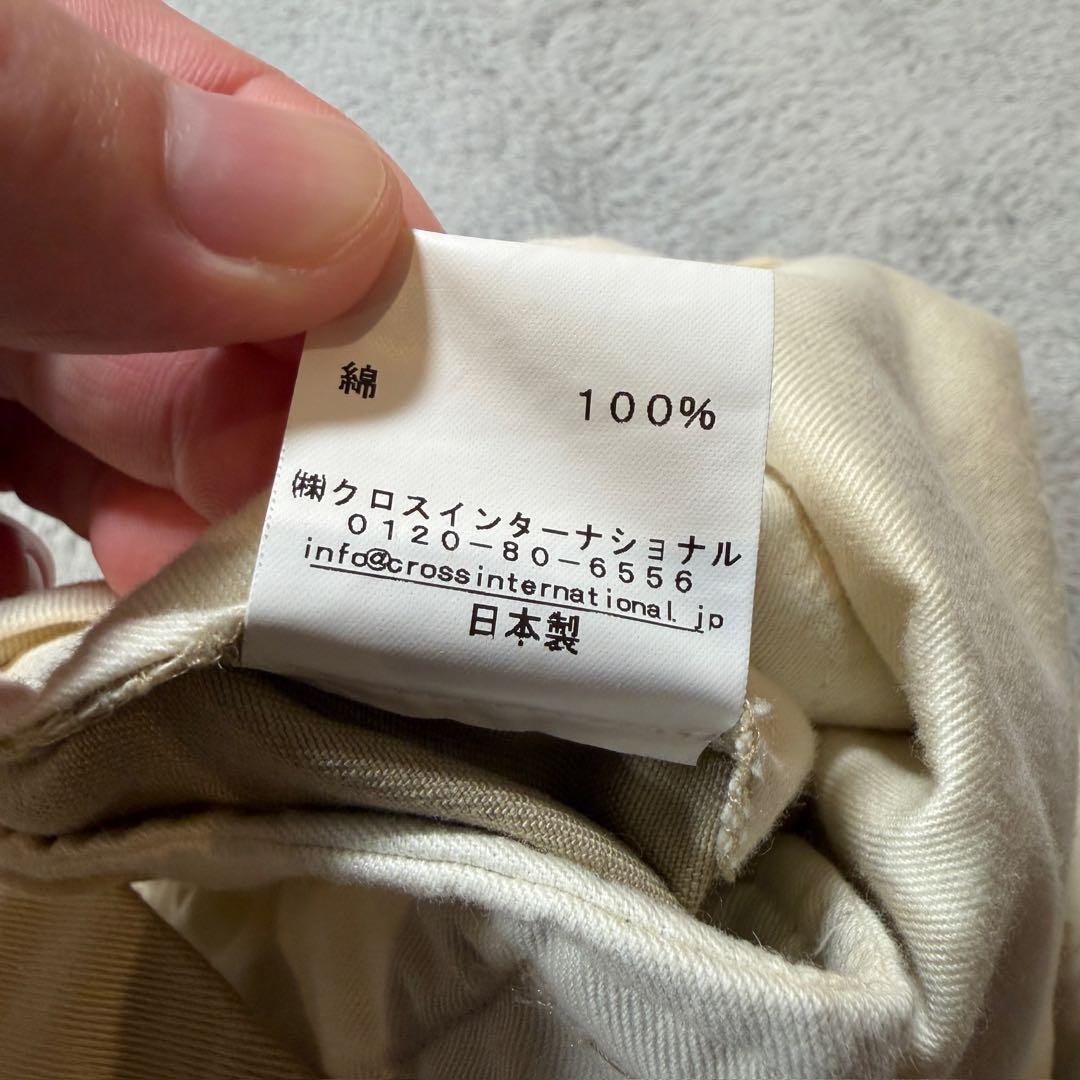 綿 100%
㈱クロスインターナショナル
0120-80-6556
info@crossinternational.jp
日本製